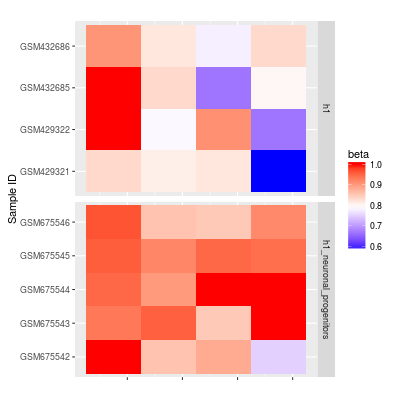 Sample ID
GSM432686
GSM432685
GSM429322
GSM429321
h1
GSM675546
GSM675545
GSM675544
GSM675543
GSM675542
h1_neuronal_progenitors
beta
1.0
0.9
0.8
0.7
0.6